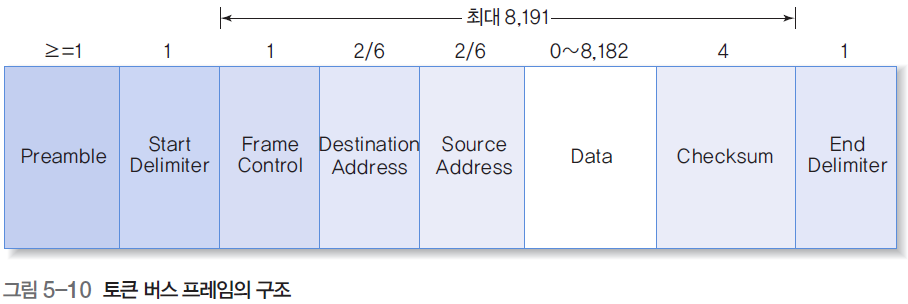 최대 8,191
≥=1 1 1 2/6 2/6 0~8,182 4 1
Preamble
Start
Delimiter
Frame
Control
Destination
Address
Source
Address
Data
Checksum
End
Delimiter
그림 5-10 토큰 버스 프레임의 구조